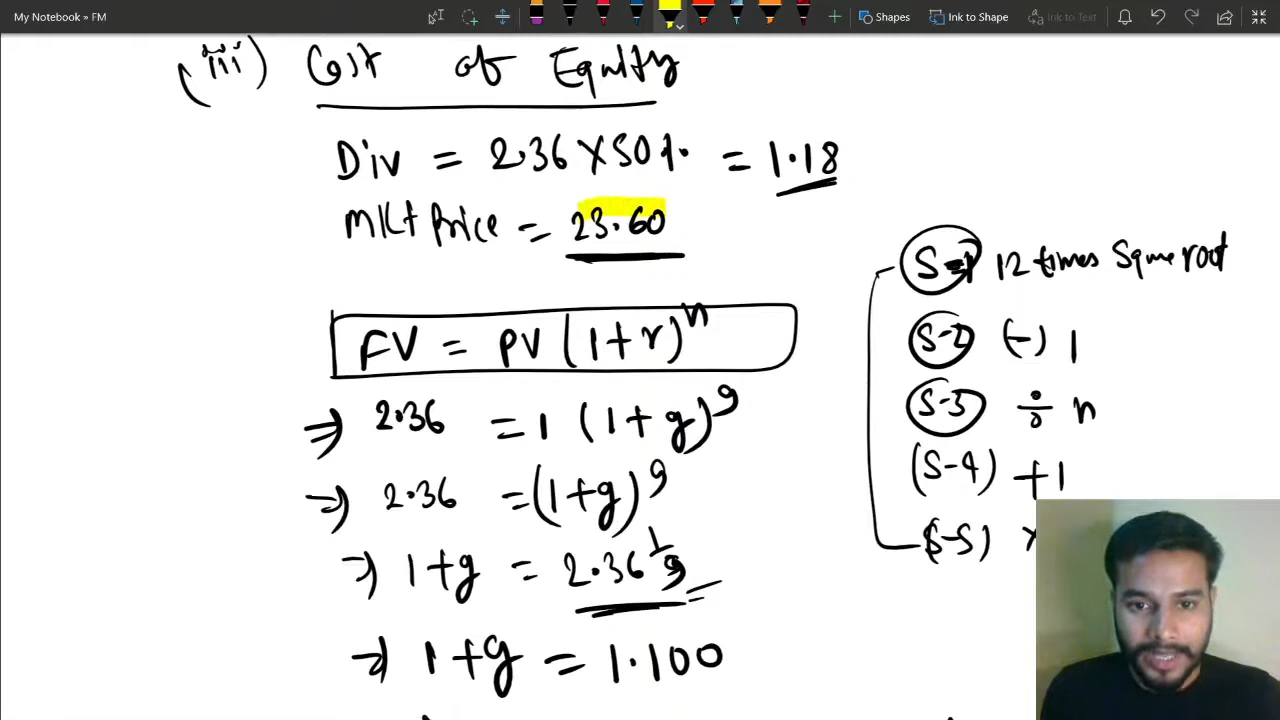 My Notebook » FM
Shapes
Ink to Shape
Ink to Text
(iii) Cost of Equity
Div = 2.36 X 50 %. = 1.18
Mkt Price = 23.60
FV = PV (1+r)^n
⇒ 2.36 = 1 (1+g)^9
⇒ 2.36 = (1+g)^9
⇒ 1+g = 2.36^1/9
⇒ 1+g = 1.100
S-1 12 times Square root
S-2 (-) 1
S-3 ÷ n
(S-4) +1
(S-5)